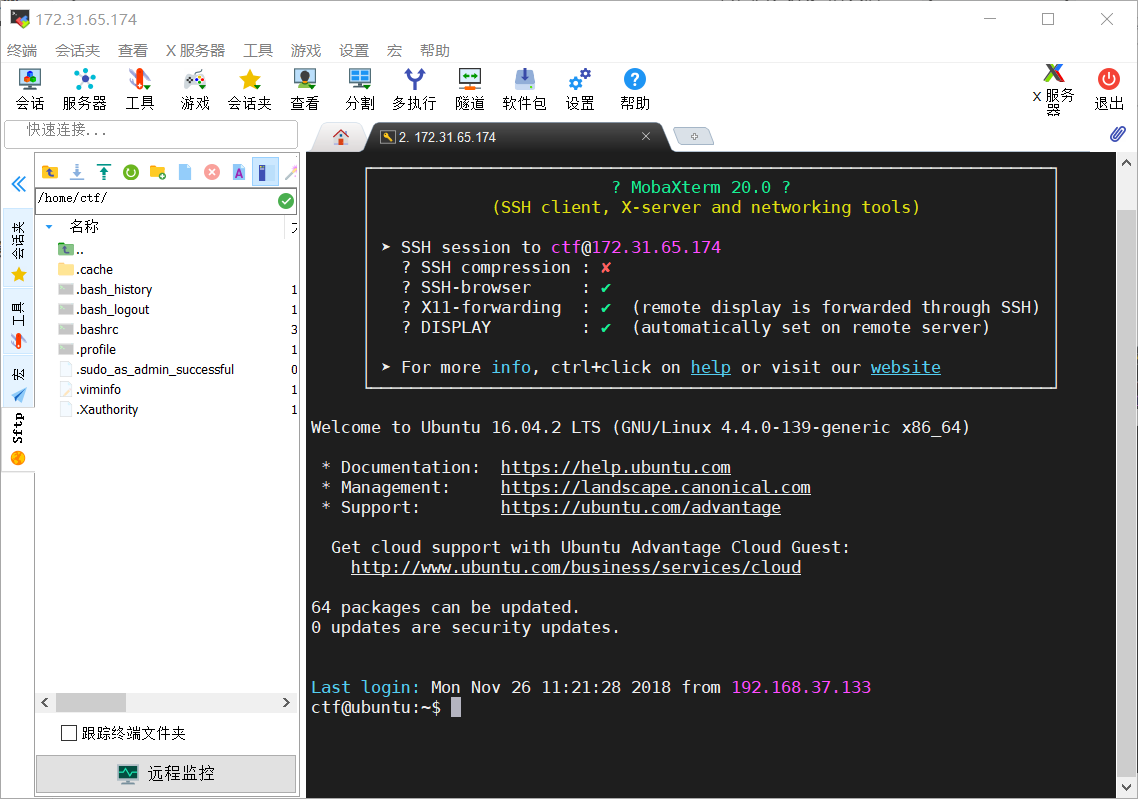 172.31.65.174
终端 会话夹 查看 X 服务器 工具 游戏 设置 宏 帮助
会话 服务器 工具 游戏 会话夹 查看 分割 多执行 隧道 软件包 设置 帮助 X 服务器 退出
快速连接...
2. 172.31.65.174
/home/ctf/
名称
..
.cache
.bash_history 1
.bash_logout 1
.bashrc 3
.profile 1
.sudo_as_admin_successful 0
.viminfo 1
.Xauthority 1
会话夹
工具
宏
Sftp
跟踪终端文件夹
远程监控
? MobaXterm 20.0 ?
(SSH client, X-server and networking tools)
➤ SSH session to ctf@172.31.65.174
? SSH compression : ✘
? SSH-browser : ✔
? X11-forwarding : ✔ (remote display is forwarded through SSH)
? DISPLAY : ✔ (automatically set on remote server)
➤ For more info, ctrl+click on help or visit our website
Welcome to Ubuntu 16.04.2 LTS (GNU/Linux 4.4.0-139-generic x86_64)
* Documentation: https://help.ubuntu.com
* Management: https://landscape.canonical.com
* Support: https://ubuntu.com/advantage
Get cloud support with Ubuntu Advantage Cloud Guest:
http://www.ubuntu.com/business/services/cloud
64 packages can be updated.
0 updates are security updates.
Last login: Mon Nov 26 11:21:28 2018 from 192.168.37.133
ctf@ubuntu:~$